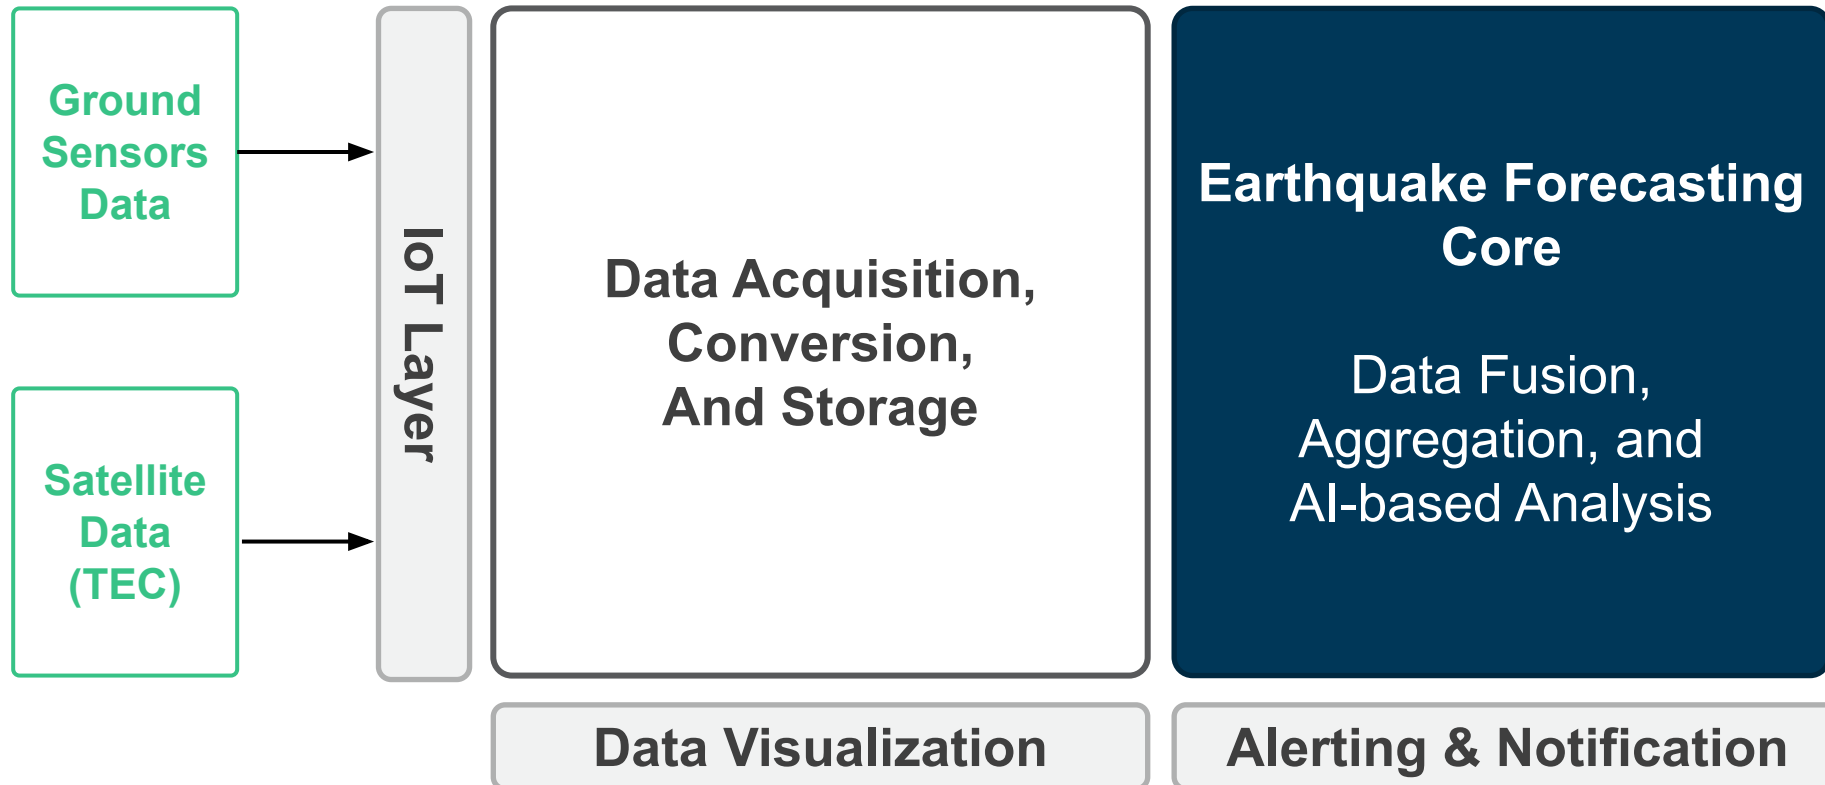 Ground
Sensors
Data
Satellite
Data
(TEC)
IoT Layer
Data Acquisition,
Conversion,
And Storage
Earthquake Forecasting
Core
Data Fusion,
Aggregation, and
AI-based Analysis
Data Visualization
Alerting & Notification